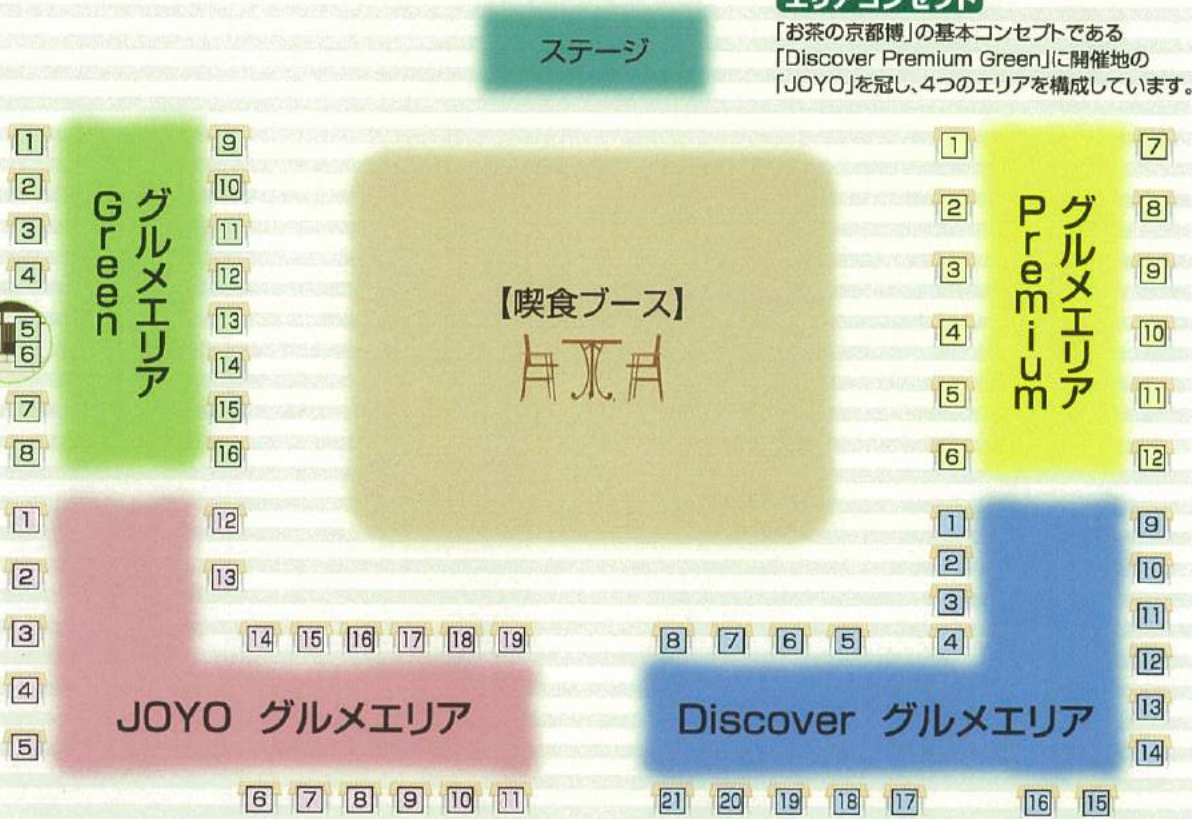 エリアコンセプト
「お茶の京都博」の基本コンセプトである
「Discover Premium Green」に開催地の
「JOYO」を冠し、4つのエリアを構成しています。
ステージ
グルメエリア
Green
1
2
3
4
5
6
7
8
9
10
11
12
13
14
15
16
【喫食ブース】
グルメエリア
Premium
1
2
3
4
5
6
7
8
9
10
11
12
1
2
3
4
5
12
13
14 15 16 17 18 19
JOYO グルメエリア
6 7 8 9 10 11
1
2
3
4
8 7 6 5
9
10
11
12
13
14
Discover グルメエリア
21 20 19 18 17 16 15